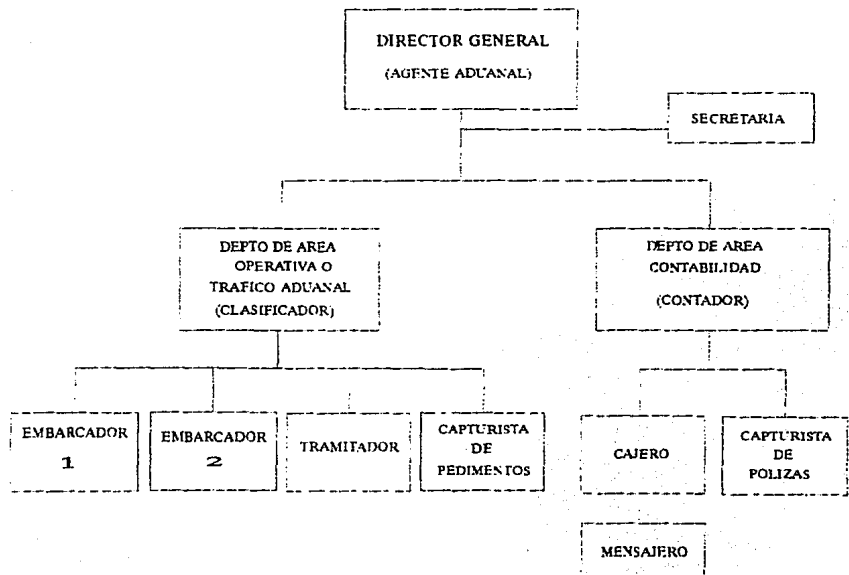 DIRECTOR GENERAL
(AGENTE ADUANAL)
SECRETARIA
DEPTO DE AREA
OPERATIVA O
TRAFICO ADUANAL
(CLASIFICADOR)
DEPTO DE AREA
CONTABILIDAD
(CONTADOR)
EMBARCADOR
1
EMBARCADOR
2
TRAMITADOR
CAPTURISTA
DE
PEDIMENTOS
CAJERO
CAPTURISTA
DE
POLIZAS
MENSAJERO